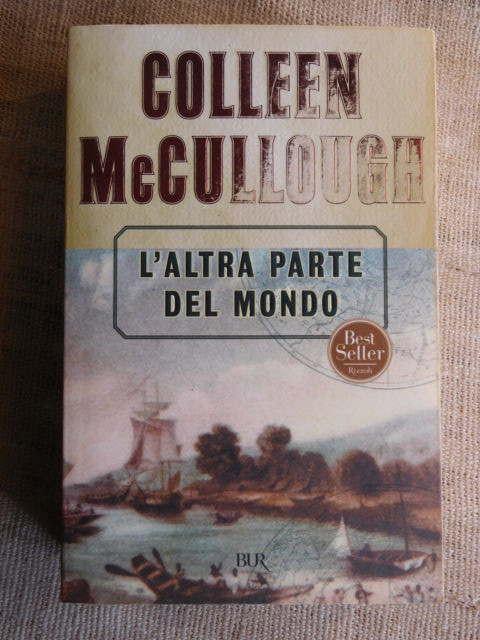 COLLEEN
McCULLOUGH
L'ALTRA PARTE
DEL MONDO
Best
Seller
Rizzoli
BUR